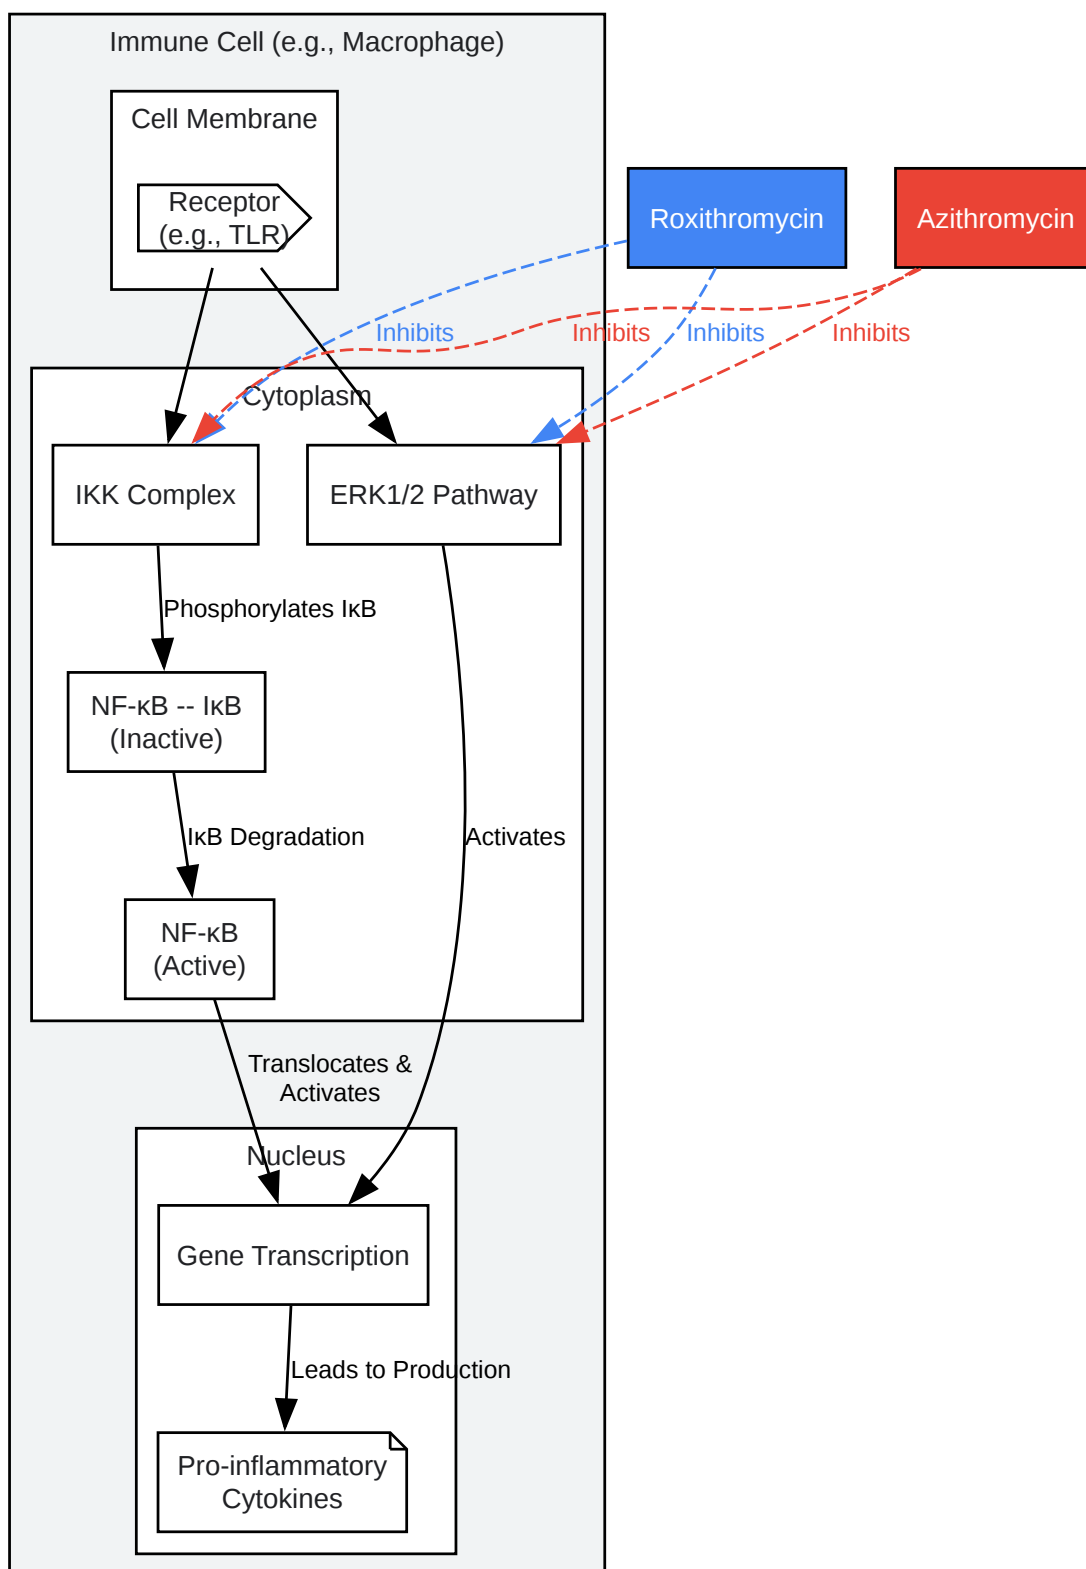 Immune Cell (e.g., Macrophage)
Cell Membrane
Receptor
(e.g., TLR)
Roxithromycin
Azithromycin
Inhibits
Inhibits
Inhibits
Inhibits
Cytoplasm
IKK Complex
ERK1/2 Pathway
Phosphorylates IκB
NF-κB -- IκB
(Inactive)
IκB Degradation
Activates
NF-κB
(Active)
Translocates &
Activates
Nucleus
Gene Transcription
Leads to Production
Pro-inflammatory
Cytokines